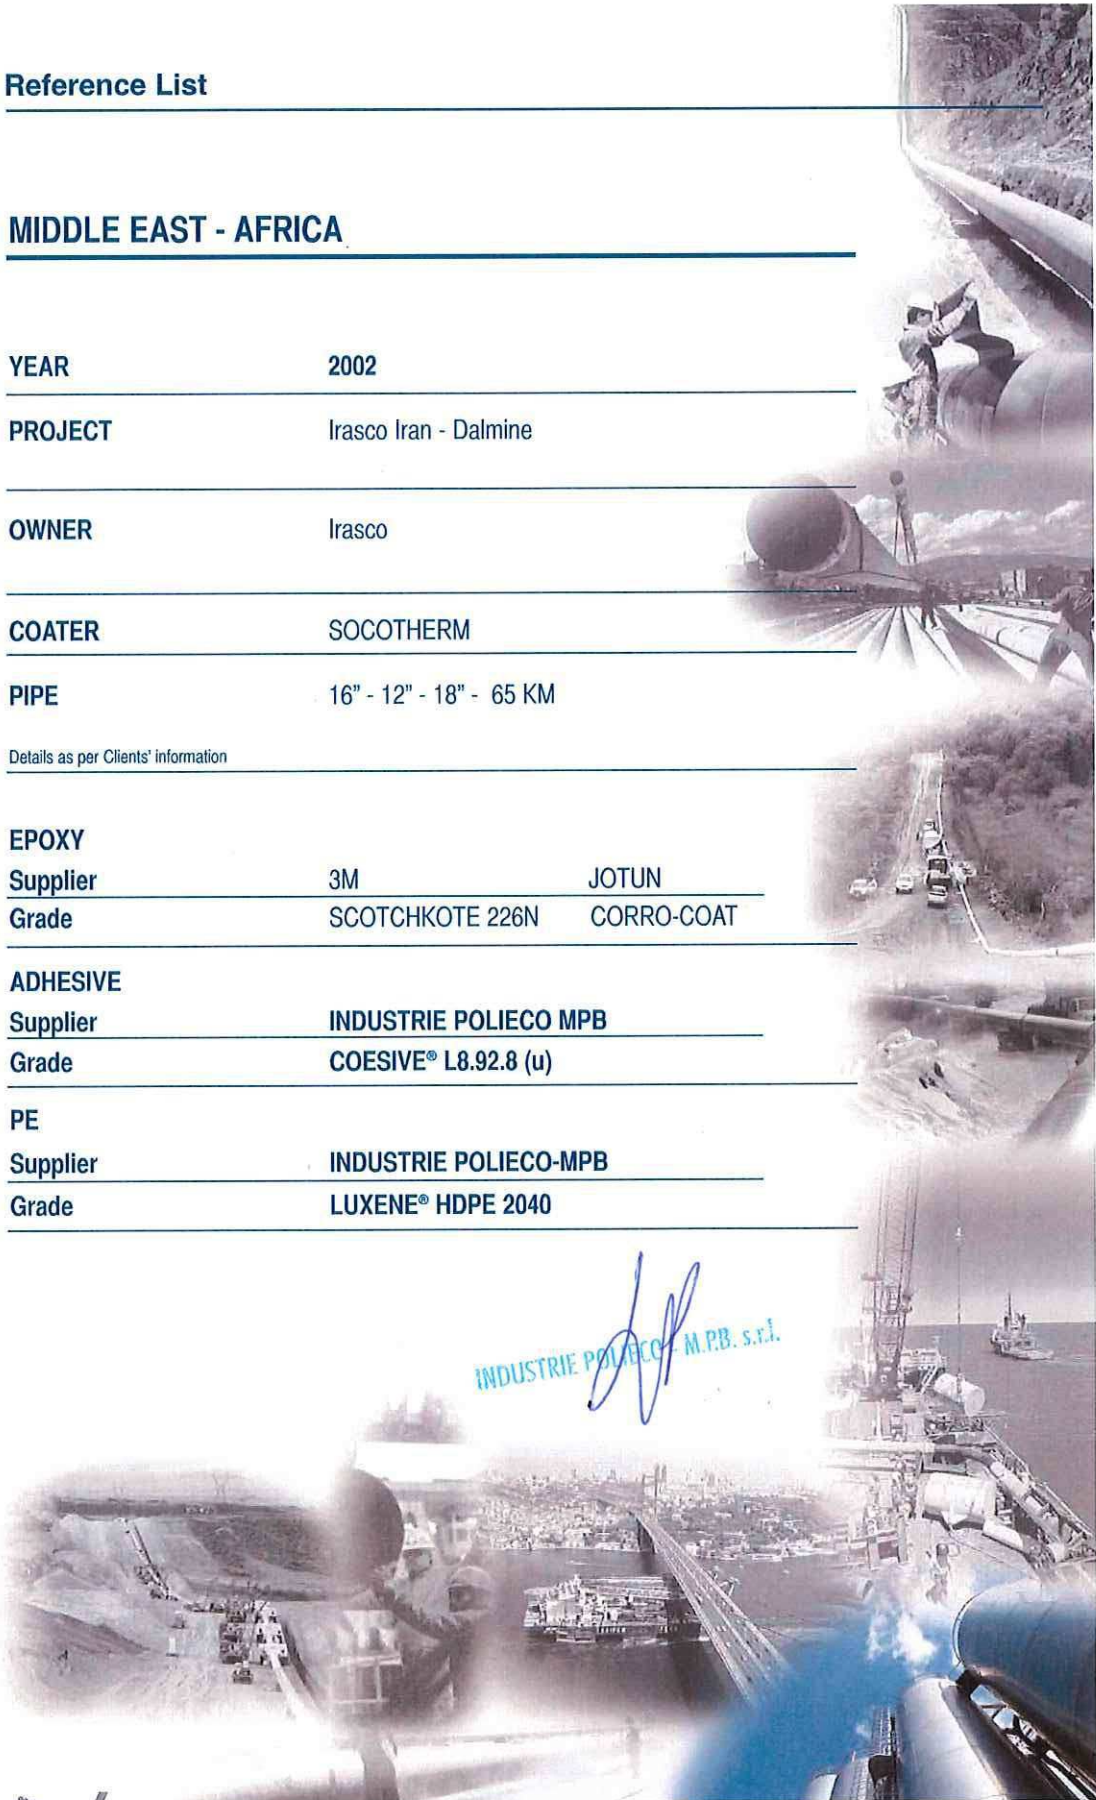 Reference List
MIDDLE EAST - AFRICA
YEAR 2002
PROJECT Irasco Iran - Dalmine
OWNER Irasco
COATER SOCOTHERM
PIPE 16” - 12” - 18” - 65 KM
Details as per Clients' information
EPOXY
Supplier 3M JOTUN
Grade SCOTCHKOTE 226N CORRO-COAT
ADHESIVE
Supplier INDUSTRIE POLIECO MPB
Grade COESIVE® L8.92.8 (u)
PE
Supplier INDUSTRIE POLIECO-MPB
Grade LUXENE® HDPE 2040
INDUSTRIE POLIECO - M.P.B. s.r.l.